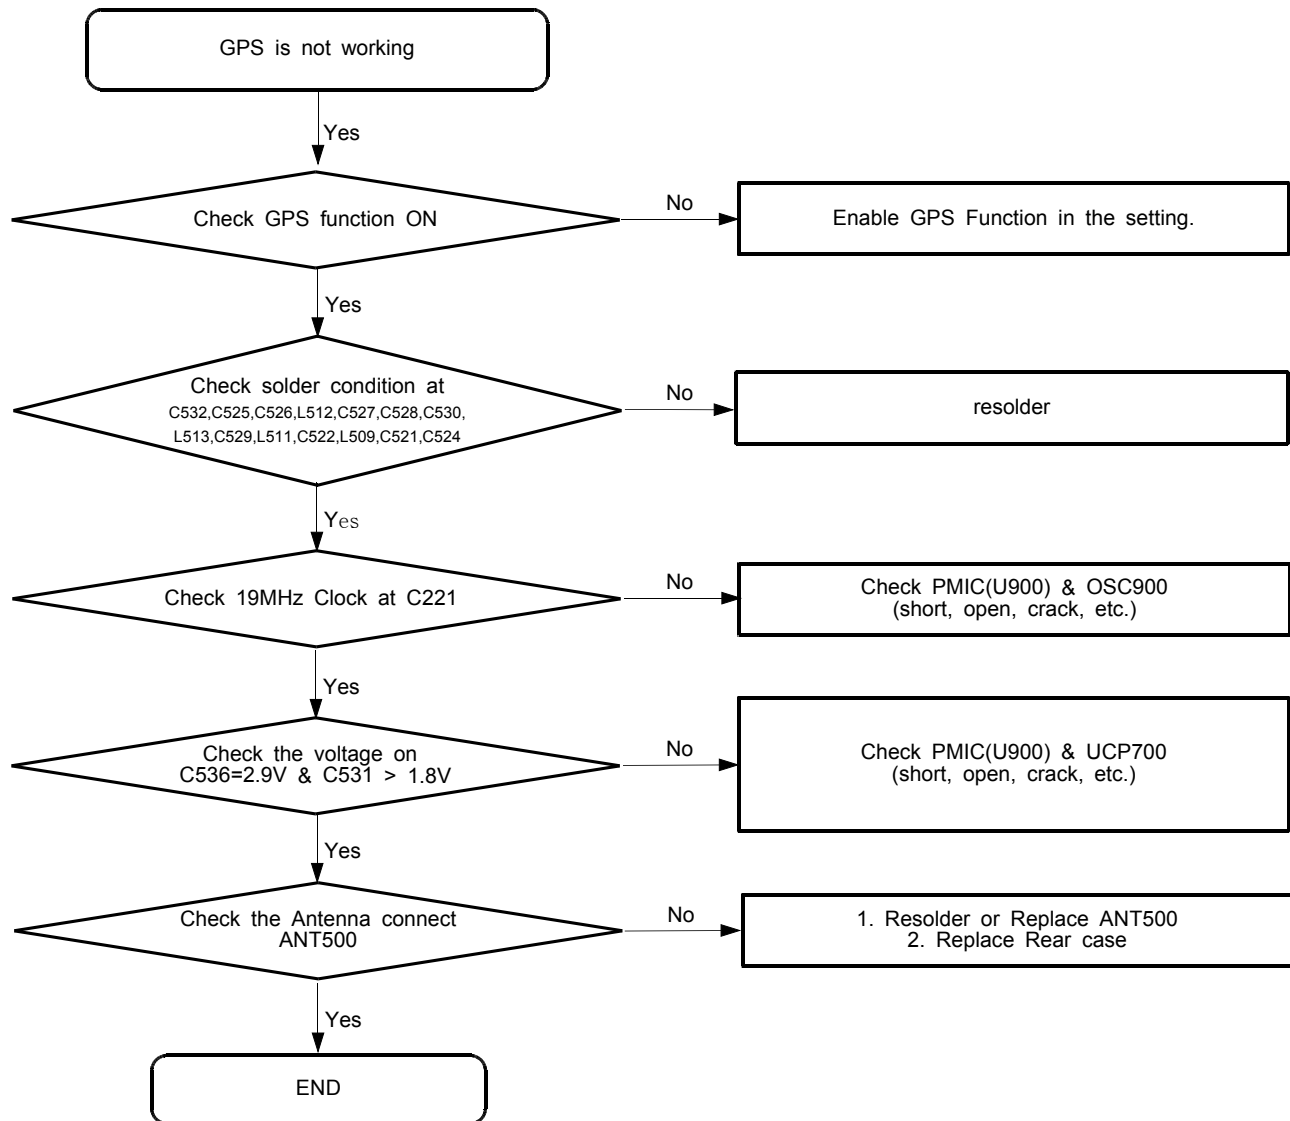 GPS is not working
Yes
Check GPS function ON
No
Enable GPS Function in the setting.
Yes
Check solder condition at
C532,C525,C526,L512,C527,C528,C530,
L513,C529,L511,C522,L509,C521,C524
No
resolder
Yes
Check 19MHz Clock at C221
No
Check PMIC(U900) & OSC900
(short, open, crack, etc.)
Yes
Check the voltage on
C536=2.9V & C531 > 1.8V
No
Check PMIC(U900) & UCP700
(short, open, crack, etc.)
Yes
Check the Antenna connect
ANT500
No
1. Resolder or Replace ANT500
2. Replace Rear case
Yes
END